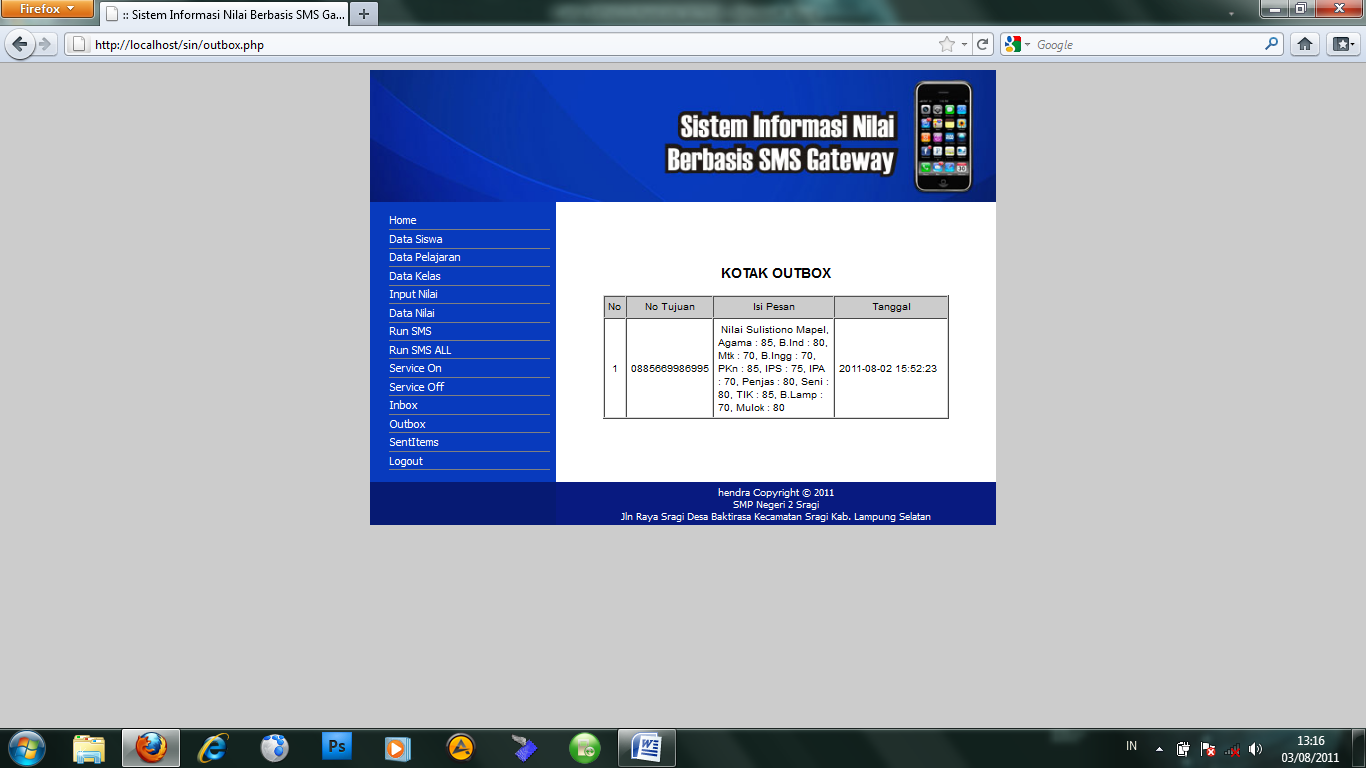 Firefox
:: Sistem Informasi Nilai Berbasis SMS Ga...
http://localhost/sin/outbox.php
Google
Sistem Informasi Nilai
Berbasis SMS Gateway
Home
Data Siswa
Data Pelajaran
Data Kelas
Input Nilai
Data Nilai
Run SMS
Run SMS ALL
Service On
Service Off
Inbox
Outbox
SentItems
Logout
KOTAK OUTBOX
No No Tujuan Isi Pesan Tanggal
1 0885669986995 2011-08-02 15:52:23
Nilai Sulistiono Mapel,
Agama : 85, B.Ind : 80,
Mtk : 70, B.Ingg : 70,
PKn : 85, IPS : 75, IPA
: 70, Penjas : 80, Seni :
80, TIK : 85, B.Lamp :
70, Mulok : 80
hendra Copyright © 2011
SMP Negeri 2 Sragi
Jln Raya Sragi Desa Baktirasa Kecamatan Sragi Kab. Lampung Selatan
Ps
IN
13:16
03/08/2011